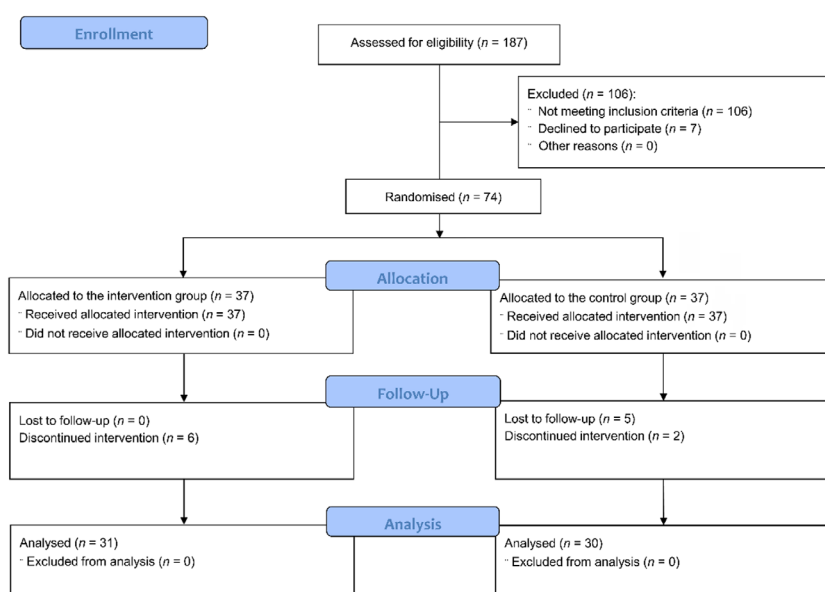 Enrollment
Assessed for eligibility (n = 187)
Excluded (n = 106):
¨ Not meeting inclusion criteria (n = 106)
¨ Declined to participate (n = 7)
¨ Other reasons (n = 0)
Randomised (n = 74)
Allocation
Allocated to the intervention group (n = 37)
¨ Received allocated intervention (n = 37)
¨ Did not receive allocated intervention (n = 0)
Allocated to the control group (n = 37)
¨ Received allocated intervention (n = 37)
¨ Did not receive allocated intervention (n = 0)
Follow-Up
Lost to follow-up (n = 0)
Discontinued intervention (n = 6)
Lost to follow-up (n = 5)
Discontinued intervention (n = 2)
Analysis
Analysed (n = 31)
¨ Excluded from analysis (n = 0)
Analysed (n = 30)
¨ Excluded from analysis (n = 0)